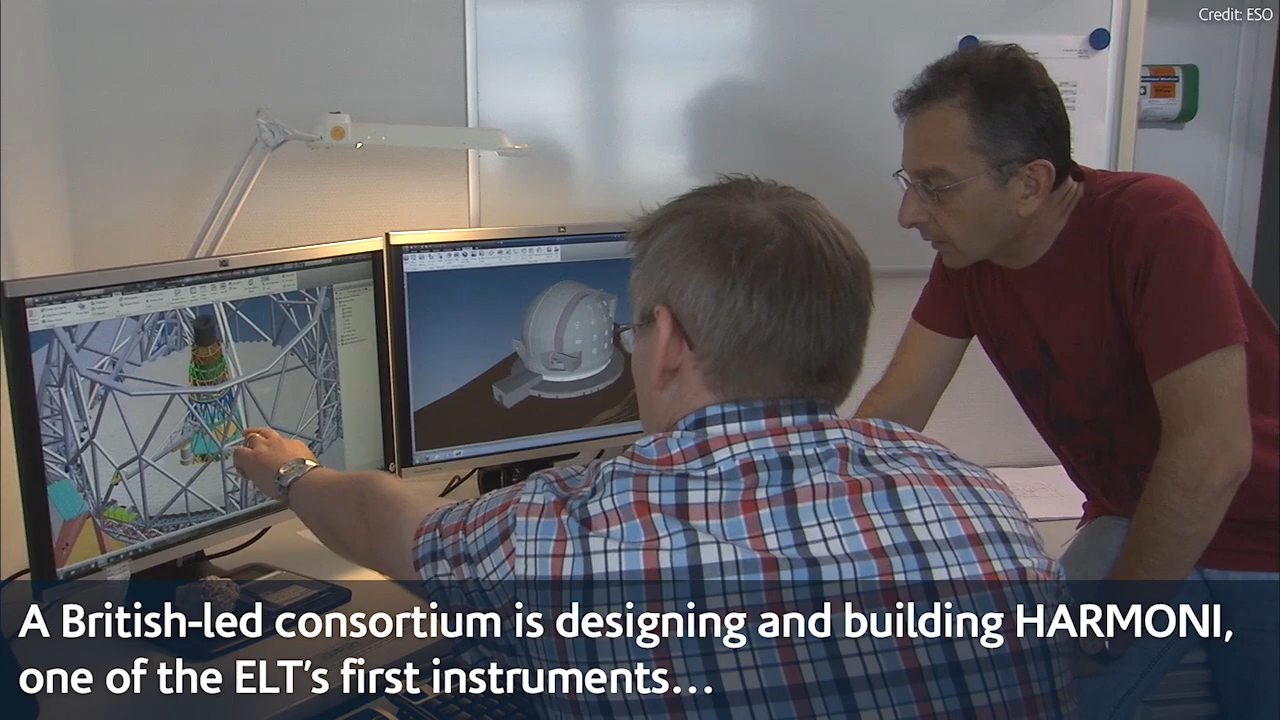 Credit: ESO
A British-led consortium is designing and building HARMONI,
one of the ELT's first instruments...